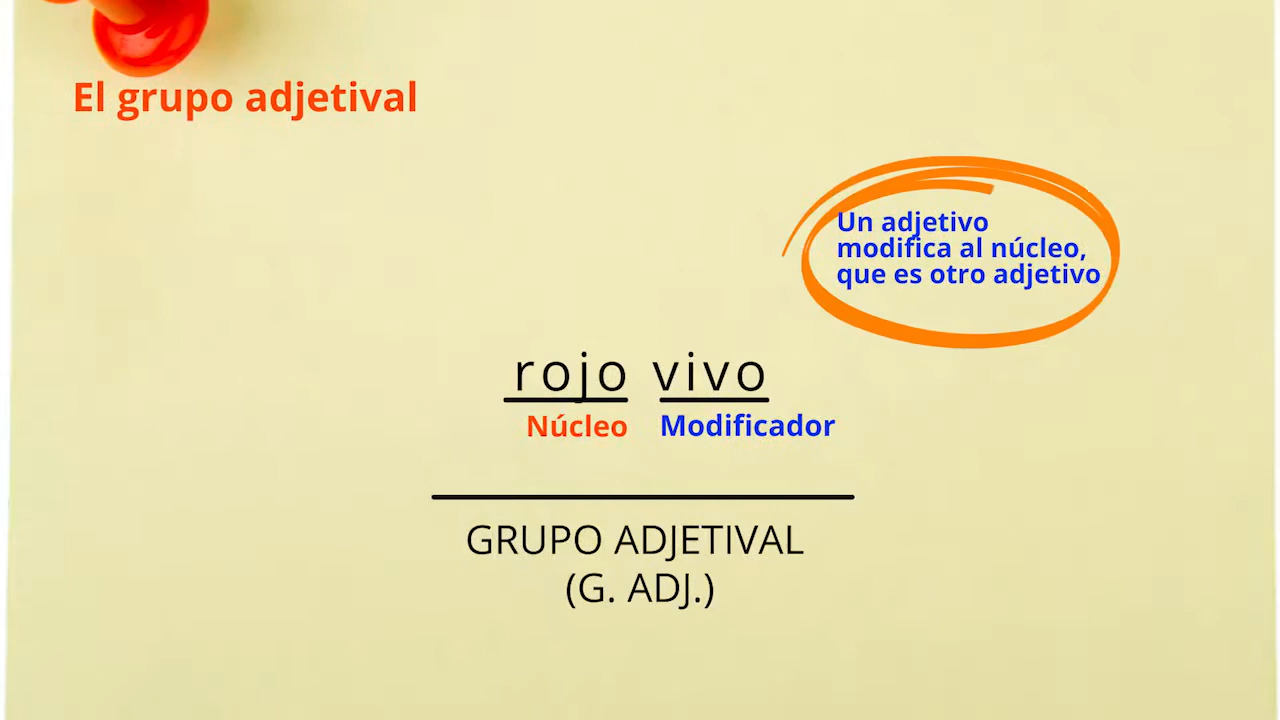 El grupo adjetival
Un adjetivo
modifica al núcleo,
que es otro adjetivo
rojo vivo
Núcleo Modificador
GRUPO ADJETIVAL
(G. ADJ.)